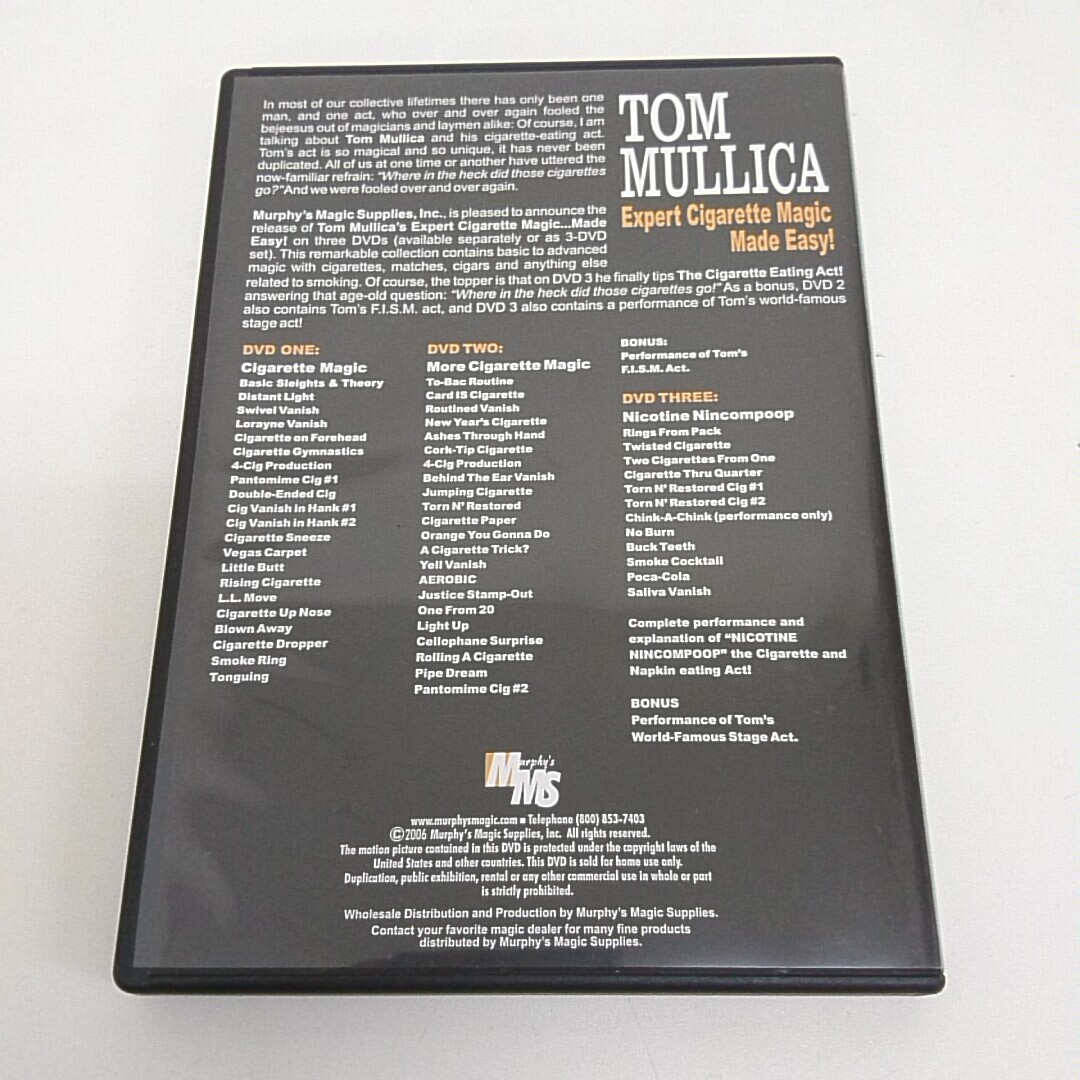 In most of our collective lifetimes there has only been one
man, and one act, who over and over again fooled the
bejeesus out of magicians and laymen alike: Of course, I am
talking about Tom Mullica and his cigarette-eating act.
Tom's act is so magical and so unique, it has never been
duplicated. All of us at one time or another have uttered the
now-familiar refrain: "Where in the heck did those cigarettes
go?" And we were fooled over and over again.
TOM
MULLICA
Expert Cigarette Magic
Made Easy!
Murphy's Magic Supplies, Inc., is pleased to announce the
release of Tom Mullica's Expert Cigarette Magic...Made
Easy! on three DVDs (available separately or as 3-DVD
set). This remarkable collection contains basic to advanced
magic with cigarettes, matches, cigars and anything else
related to smoking. Of course, the topper is that on DVD 3 he finally tips The Cigarette Eating Act!
answering that age-old question: "Where in the heck did those cigarettes go!" As a bonus, DVD 2
also contains Tom's F.I.S.M. act, and DVD 3 also contains a performance of Tom's world-famous
stage act!
DVD ONE:
Cigarette Magic
Basic Sleights & Theory
Distant Light
Swivel Vanish
Lorayne Vanish
Cigarette on Forehead
Cigarette Gymnastics
4-Cig Production
Pantomime Cig #1
Double-Ended Cig
Cig Vanish in Hank #1
Cig Vanish in Hank #2
Cigarette Sneeze
Vegas Carpet
Little Butt
Rising Cigarette
L.L. Move
Cigarette Up Nose
Blown Away
Cigarette Dropper
Smoke Ring
Tonguing
DVD TWO:
More Cigarette Magic
To-Bac Routine
Card IS Cigarette
Routined Vanish
New Year's Cigarette
Ashes Through Hand
Cork-Tip Cigarette
4-Cig Production
Behind The Ear Vanish
Jumping Cigarette
Torn N' Restored
Cigarette Paper
Orange You Gonna Do
A Cigarette Trick?
Yell Vanish
AEROBIC
Justice Stamp-Out
One From 20
Light Up
Cellophane Surprise
Rolling A Cigarette
Pipe Dream
Pantomime Cig #2
BONUS:
Performance of Tom's
F.I.S.M. Act.
DVD THREE:
Nicotine Nincompoop
Rings From Pack
Twisted Cigarette
Two Cigarettes From One
Cigarette Thru Quarter
Torn N' Restored Cig #1
Torn N' Restored Cig #2
Chink-A-Chink (performance only)
No Burn
Buck Teeth
Smoke Cocktail
Poca-Cola
Saliva Vanish
Complete performance and
explanation of "NICOTINE
NINCOMPOOP" the Cigarette and
Napkin eating Act!
BONUS
Performance of Tom's
World-Famous Stage Act.
Murphy's
MMS
www.murphysmagic.com ■ Telephone (800) 853-7403
©2006 Murphy's Magic Supplies, Inc. All rights reserved.
The motion picture contained in this DVD is protected under the copyright laws of the
United States and other countries. This DVD is sold for home use only.
Duplication, public exhibition, rental or any other commercial use in whole or part
is strictly prohibited.
Wholesale Distribution and Production by Murphy's Magic Supplies.
Contact your favorite magic dealer for many fine products
distributed by Murphy's Magic Supplies.